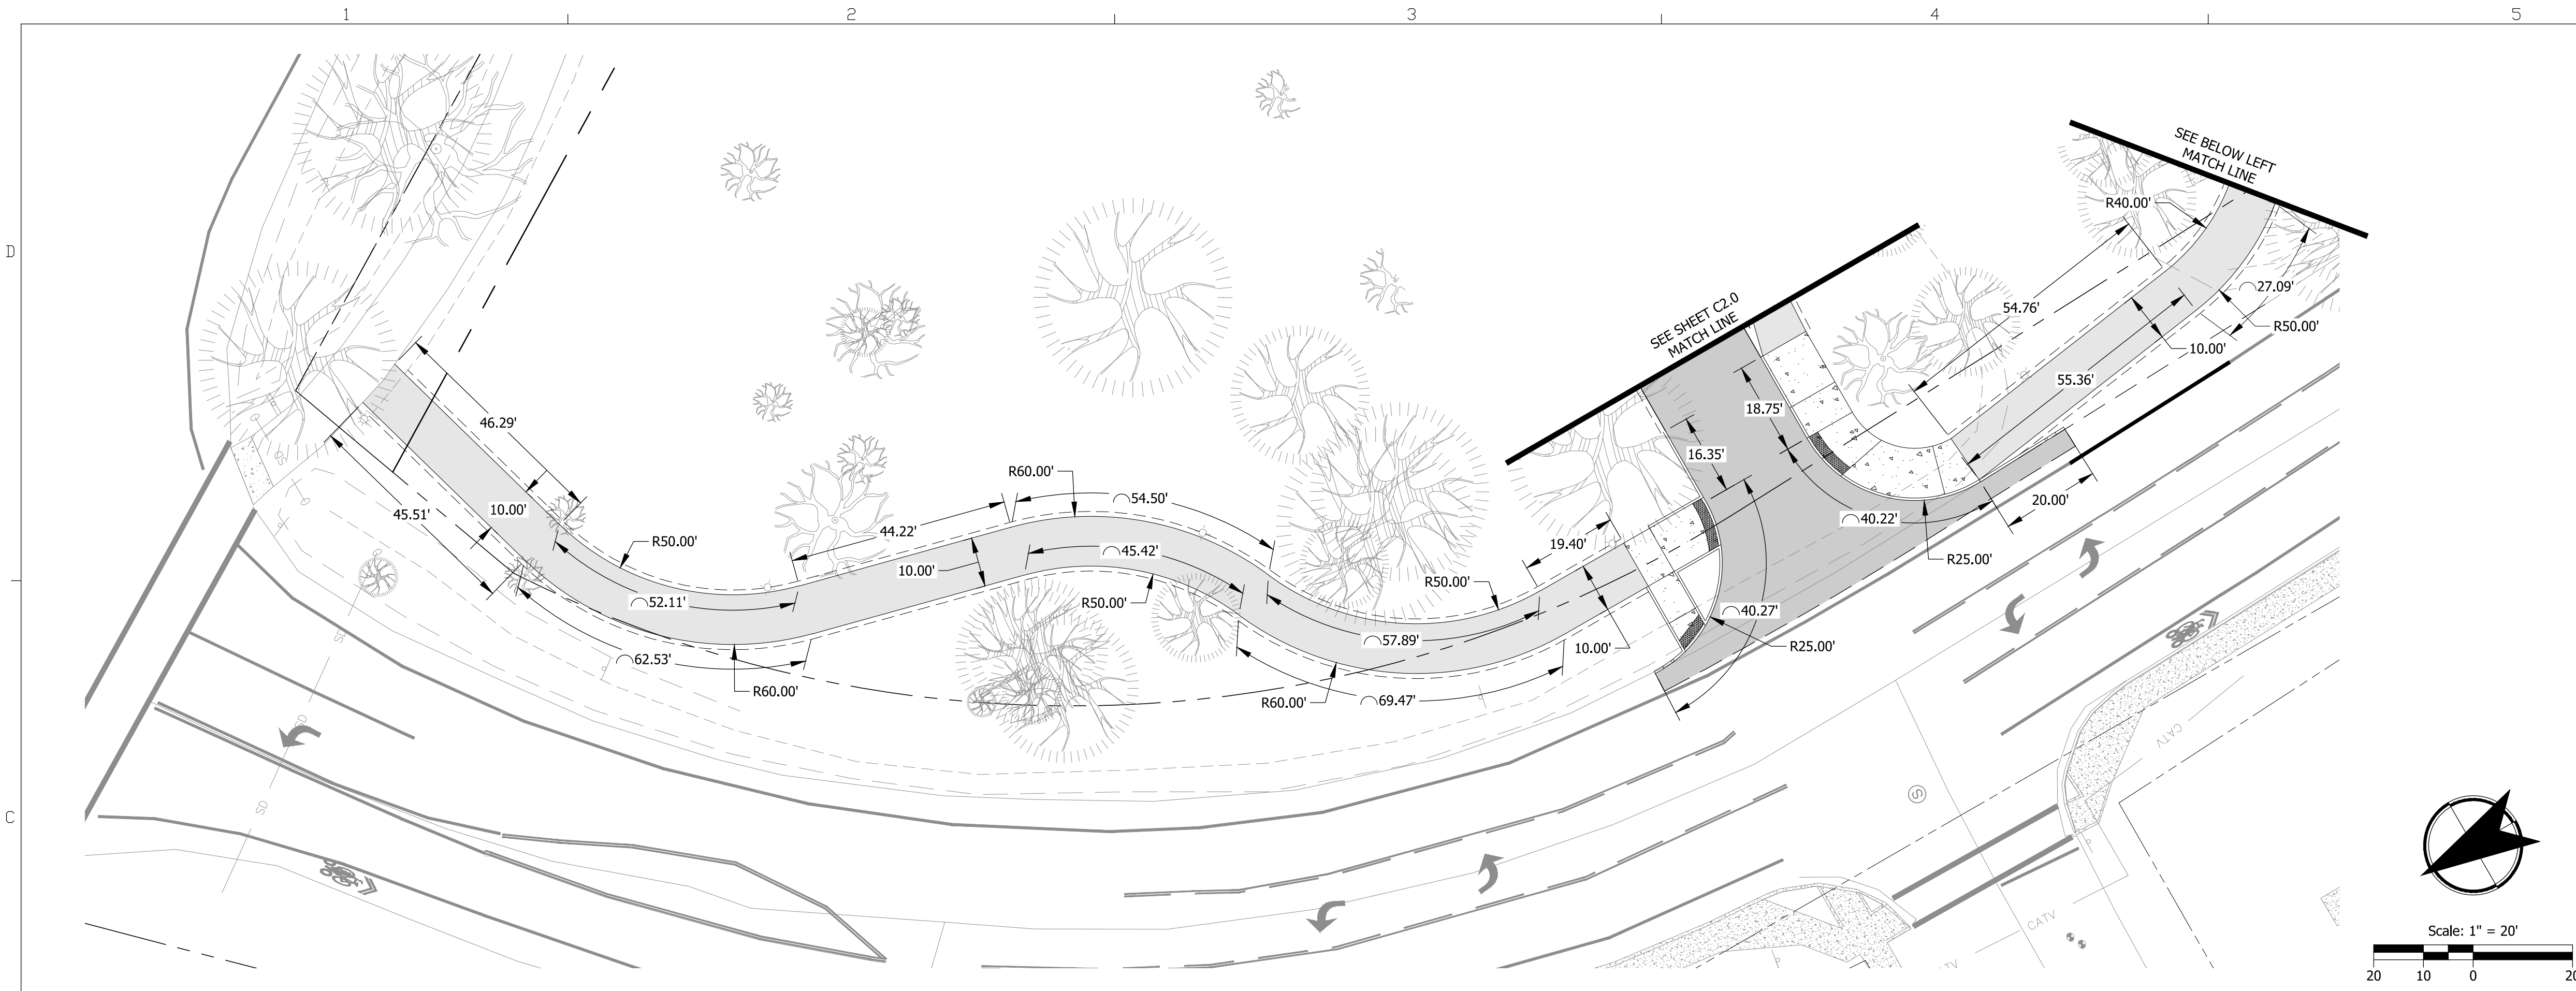 1
2
3
4
5
D
C
SEE BELOW LEFT
MATCH LINE
R40.00'
27.09'
R50.00'
10.00'
54.76'
55.36'
SEE SHEET C2.0
MATCH LINE
18.75'
16.35'
20.00'
40.22'
R25.00'
40.27'
R25.00'
46.29'
45.51'
10.00'
R50.00'
52.11'
62.53'
R60.00'
44.22'
10.00'
R60.00'
54.50'
45.42'
R50.00'
R50.00'
19.40'
57.89'
10.00'
R60.00'
69.47'
SD
SD
SD
SD
S
CATV
CATV
Scale: 1" = 20'
20
10
0
20